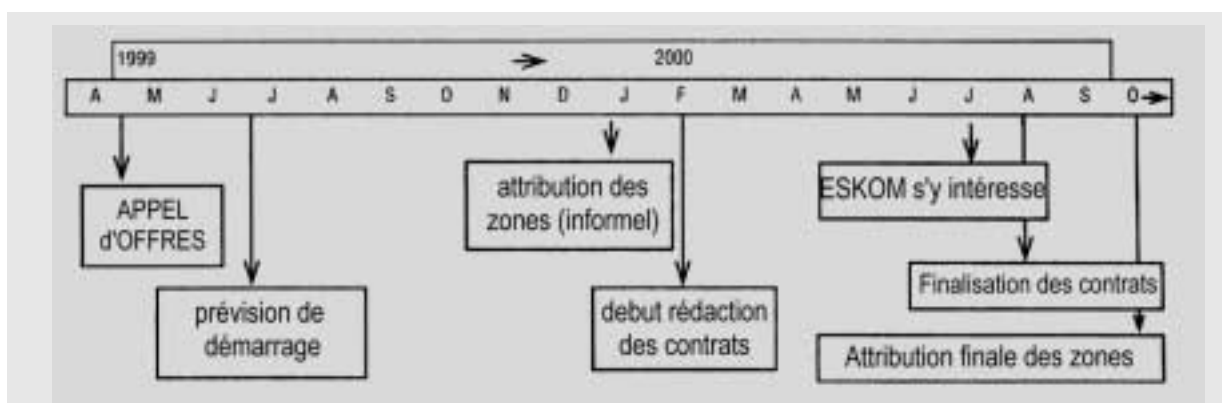 1999 2000
A M J J A S O N D J F M A M J J A S O
APPEL
d'OFFRES
prévision de
démarrage
attribution des
zones (informel)
debut rédaction
des contrats
ESKOM s'y intéresse
Finalisation des contrats
Attribution finale des zones